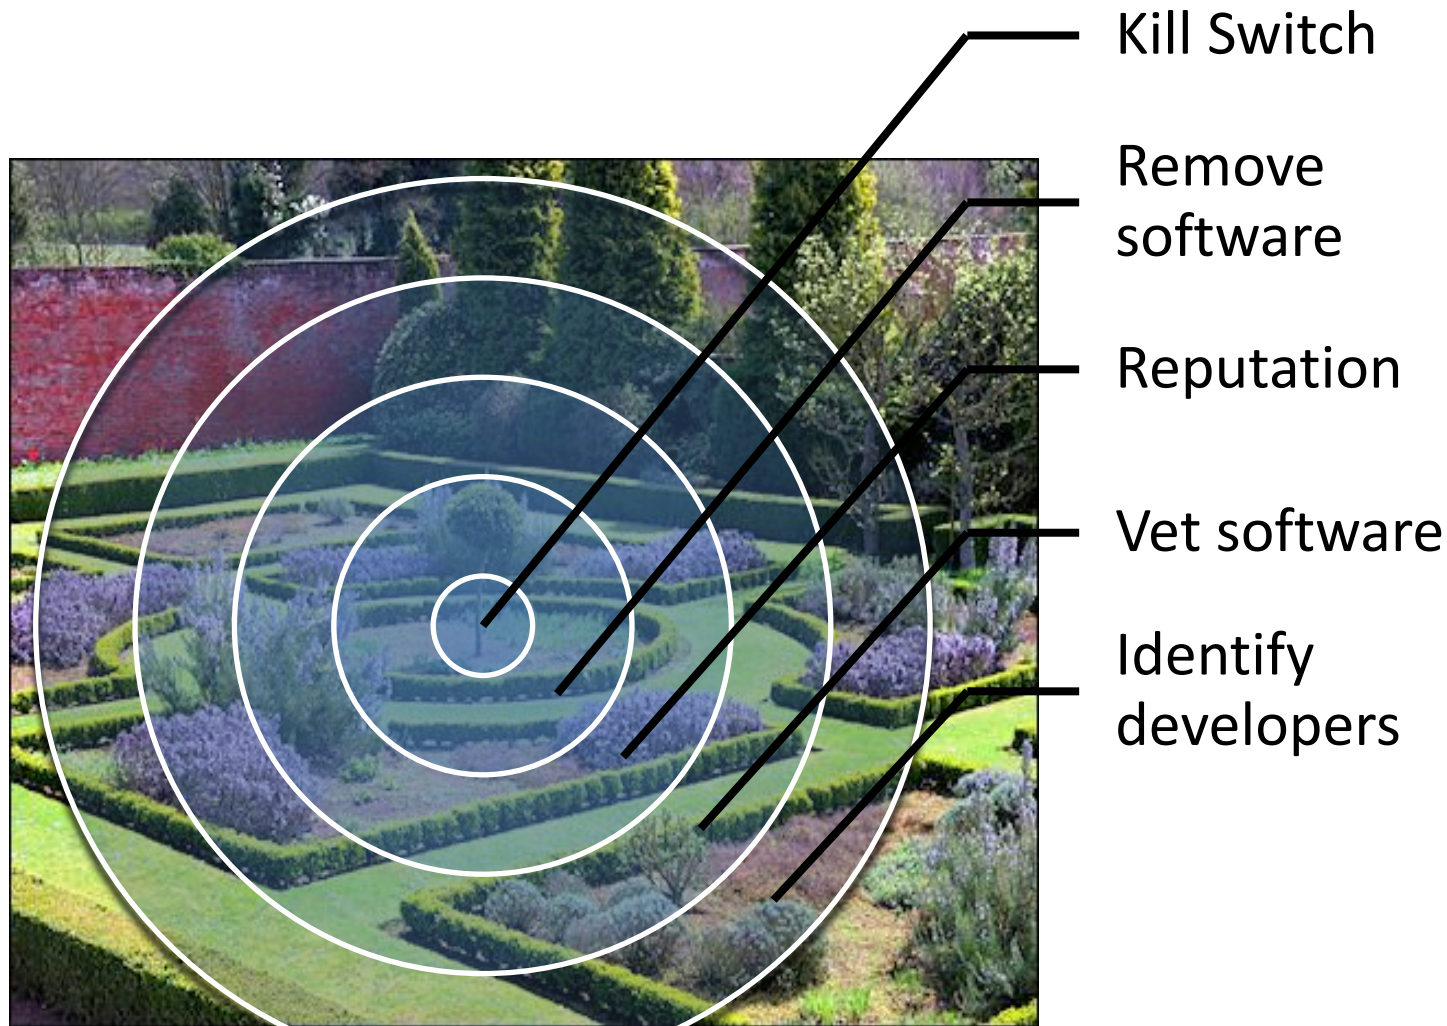 Kill Switch
Remove
software
Reputation
Vet software
Identify
developers